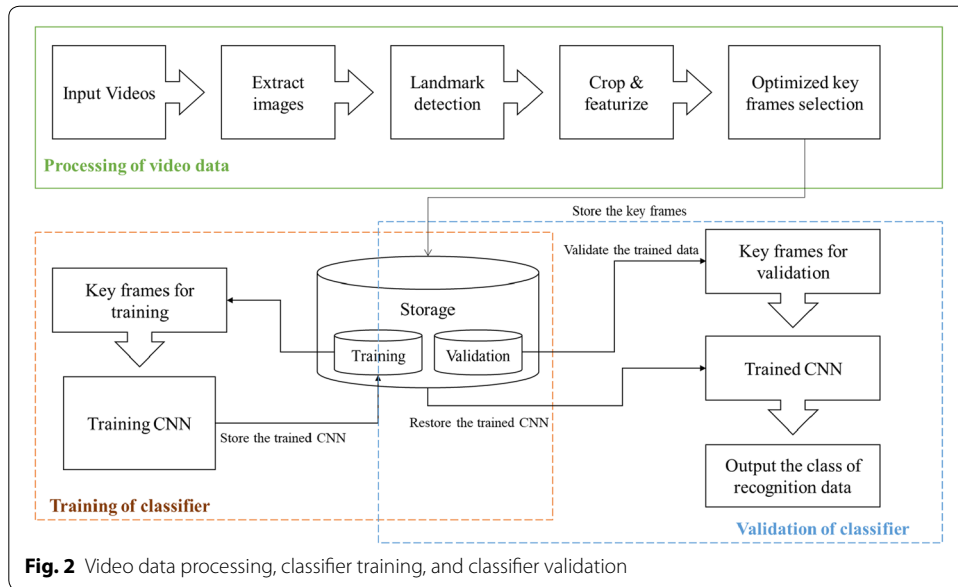 Input Videos
Extract
images
Landmark
detection
Crop &
featurize
Optimized key
frames selection
Processing of video data
Store the key frames
Validate the trained data
Key frames for
validation
Key frames for
training
Storage
Training
Validation
Trained CNN
Training CNN
Store the trained CNN
Restore the trained CNN
Output the class of
recognition data
Training of classifier
Validation of classifier
Fig. 2 Video data processing, classifier training, and classifier validation